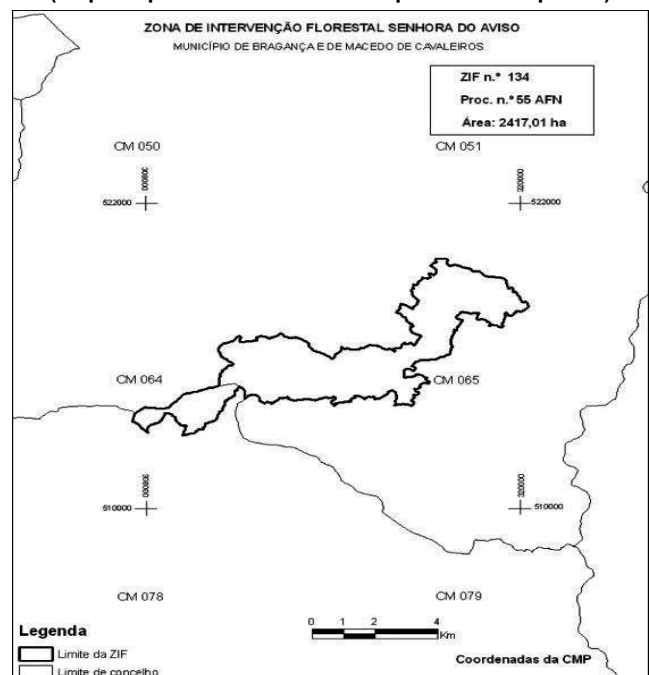 ZONA DE INTERVENÇÃO FLORESTAL SENHORA DO AVISO
MUNICÍPIO DE BRAGANÇA E DE MACEDO DE CAVALEIROS
ZIF n.º 134
Proc. n.º 55 AFN
Área: 2417,01 ha
CM 050
CM 051
522000
522000
320000
CM 064
CM 065
510000
510000
320000
CM 078
CM 079
0 1 2 4
Km
Legenda
Limite da ZIF
Limite de concelho
Coordenadas da CMP